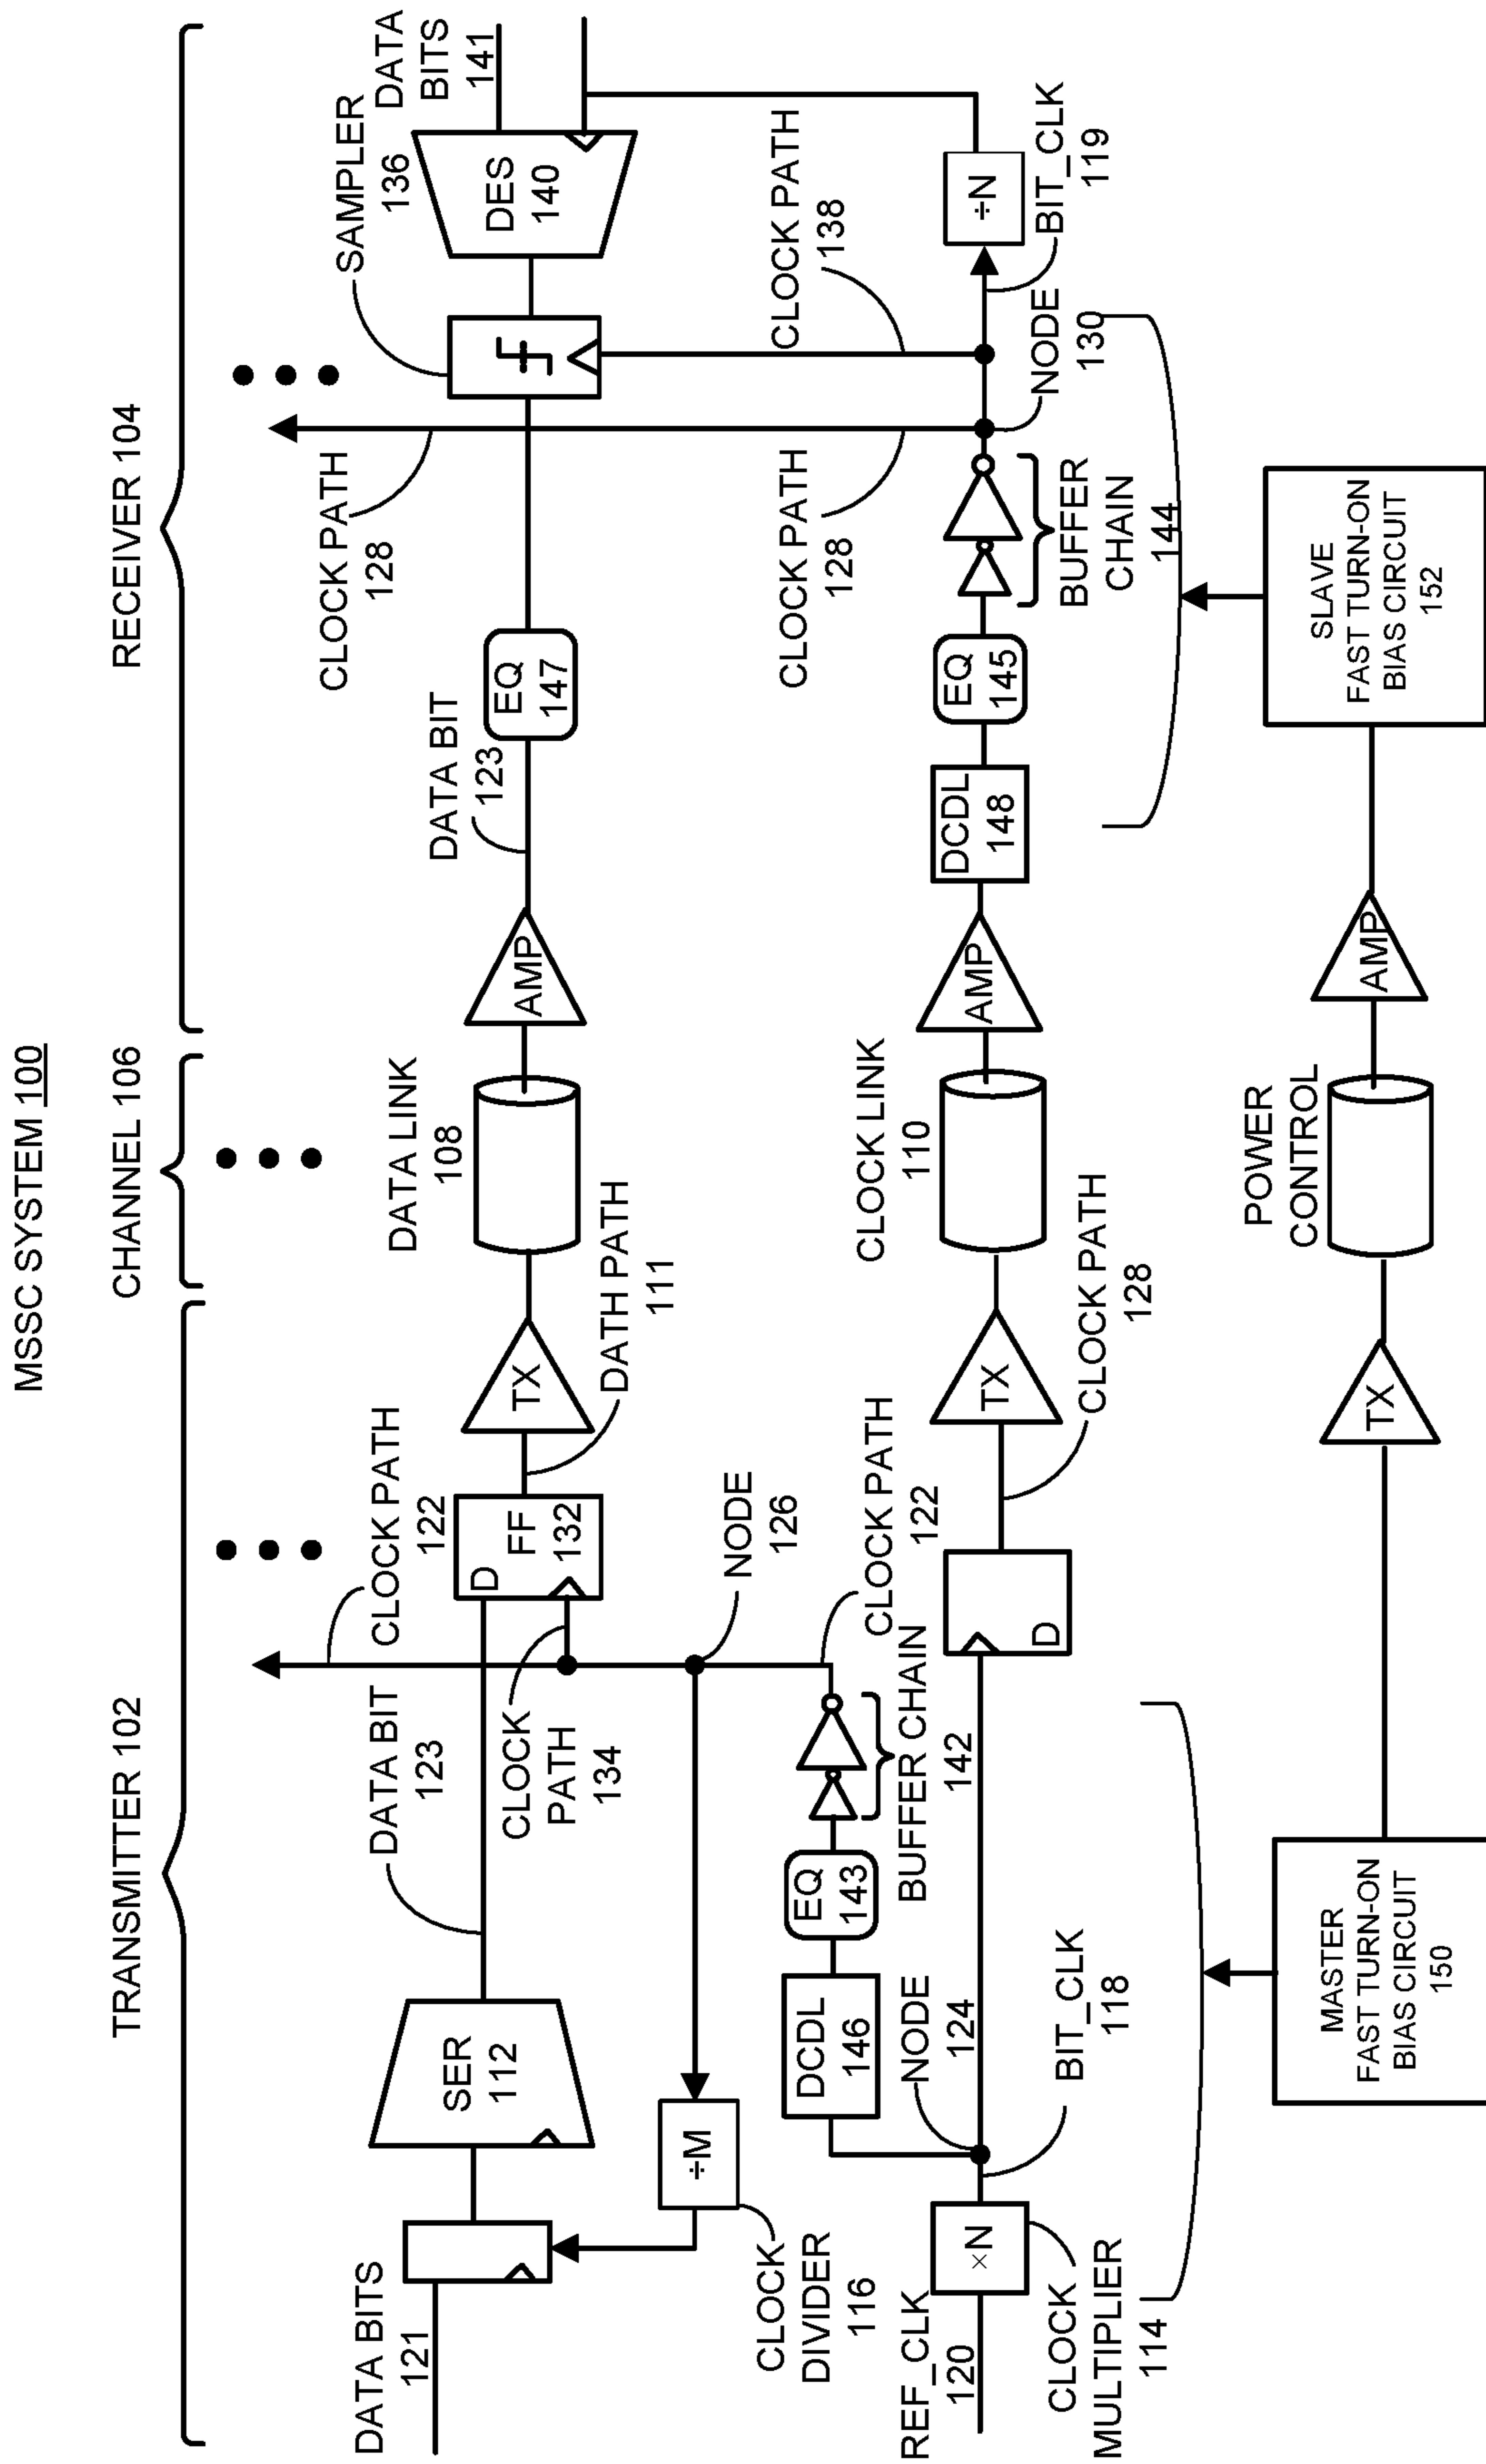 MSSC SYSTEM 100
TRANSMITTER 102
CHANNEL 106
RECEIVER 104
DATA BITS
121
SER
112
DATA BIT
123
CLOCK PATH
122
D
FF
132
CLOCK
PATH
134
DATH PATH
111
TX
DATA LINK
108
AMP
DATA BIT
123
EQ
147
CLOCK PATH
128
SAMPLER
136
DES
140
DATA
BITS
141
÷M
CLOCK
DIVIDER
116
NODE
126
DCDL
146
EQ
143
BUFFER CHAIN
142
CLOCK PATH
122
REF_CLK
120
×N
CLOCK
MULTIPLIER
114
NODE
124
BIT_CLK
118
D
CLOCK PATH
128
TX
CLOCK LINK
110
AMP
DCDL
148
EQ
145
BUFFER
CHAIN
144
CLOCK PATH
128
CLOCK PATH
138
NODE
130
÷N
BIT_CLK
119
MASTER
FAST TURN-ON
BIAS CIRCUIT
150
TX
POWER
CONTROL
AMP
SLAVE
FAST TURN-ON
BIAS CIRCUIT
152